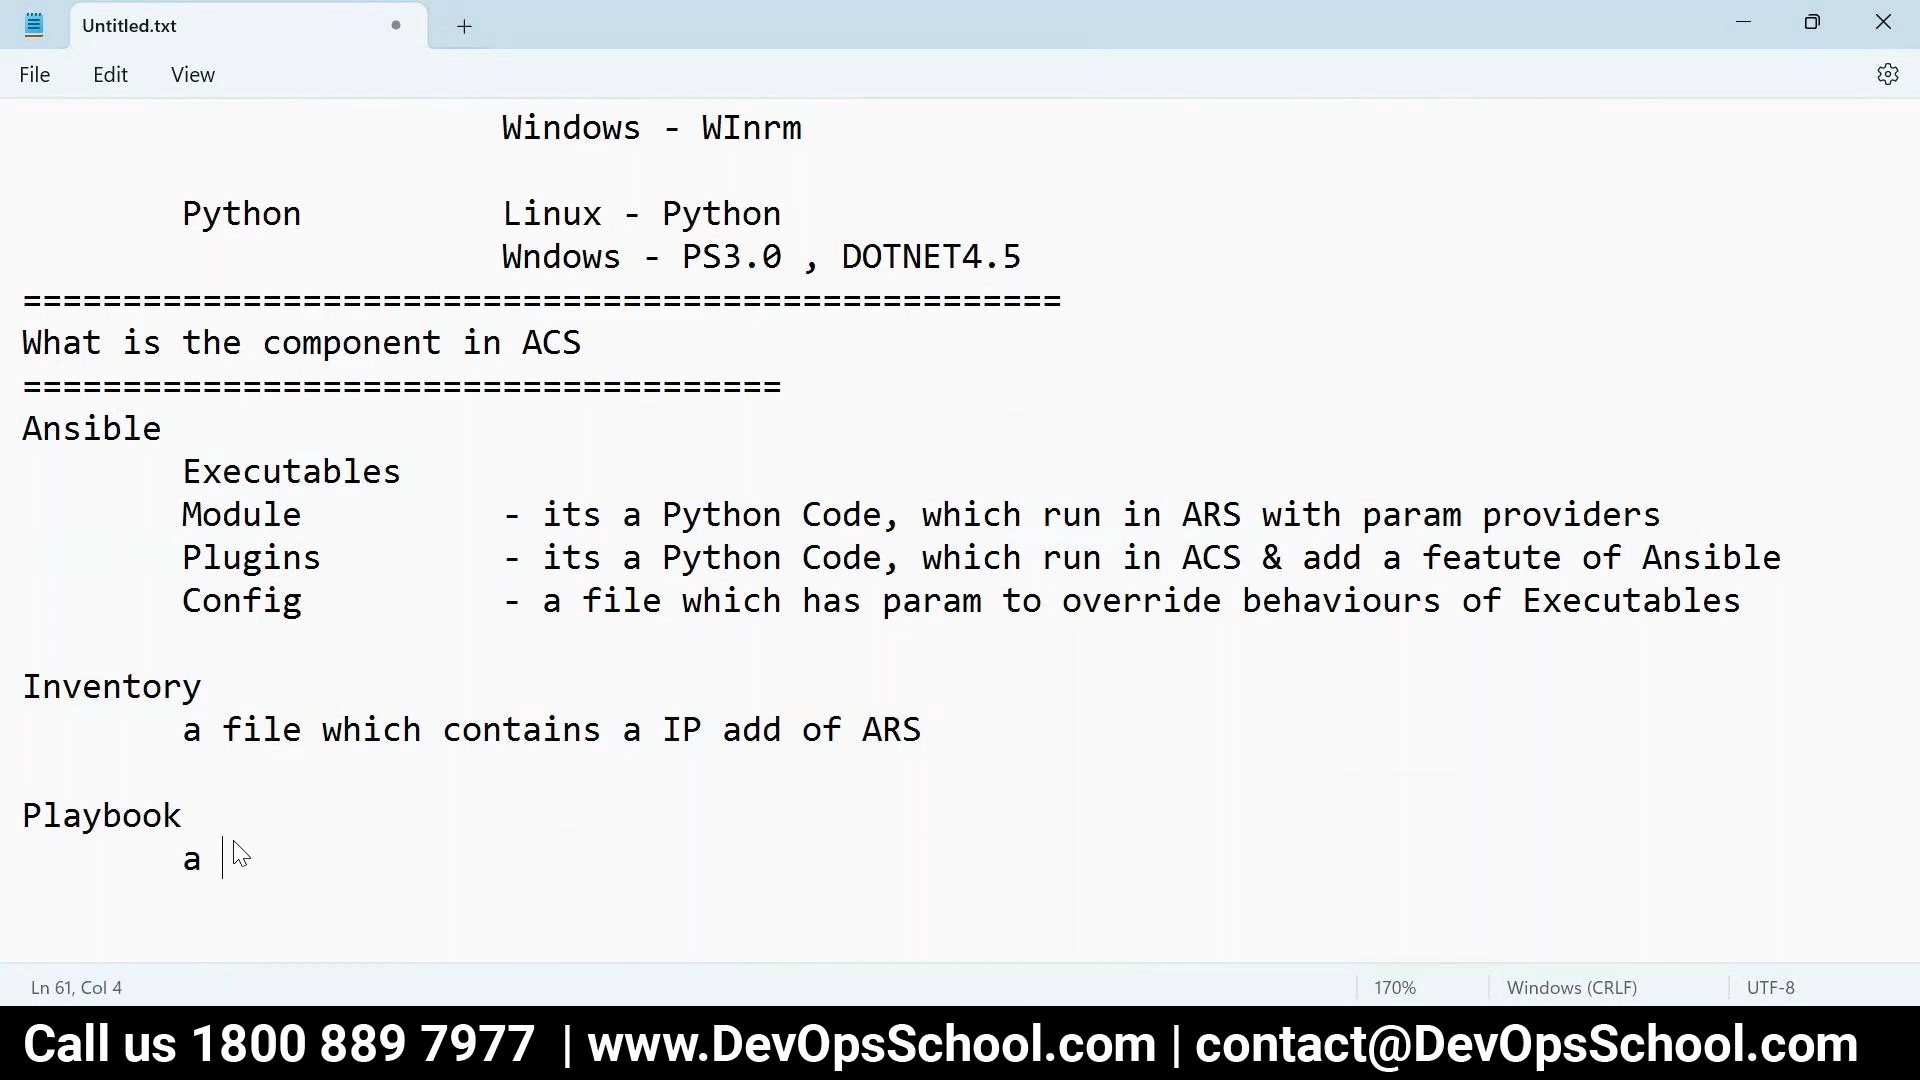 Untitled.txt
File Edit View
Windows - WInrm
Python Linux - Python
Wndows - PS3.0 , DOTNET4.5
====================================================
What is the component in ACS
======================================
Ansible
Executables
Module - its a Python Code, which run in ARS with param providers
Plugins - its a Python Code, which run in ACS & add a featute of Ansible
Config - a file which has param to override behaviours of Executables
Inventory
a file which contains a IP add of ARS
Playbook
a
Ln 61, Col 4 170% Windows (CRLF) UTF-8
Call us 1800 889 7977 | www.DevOpsSchool.com | contact@DevOpsSchool.com